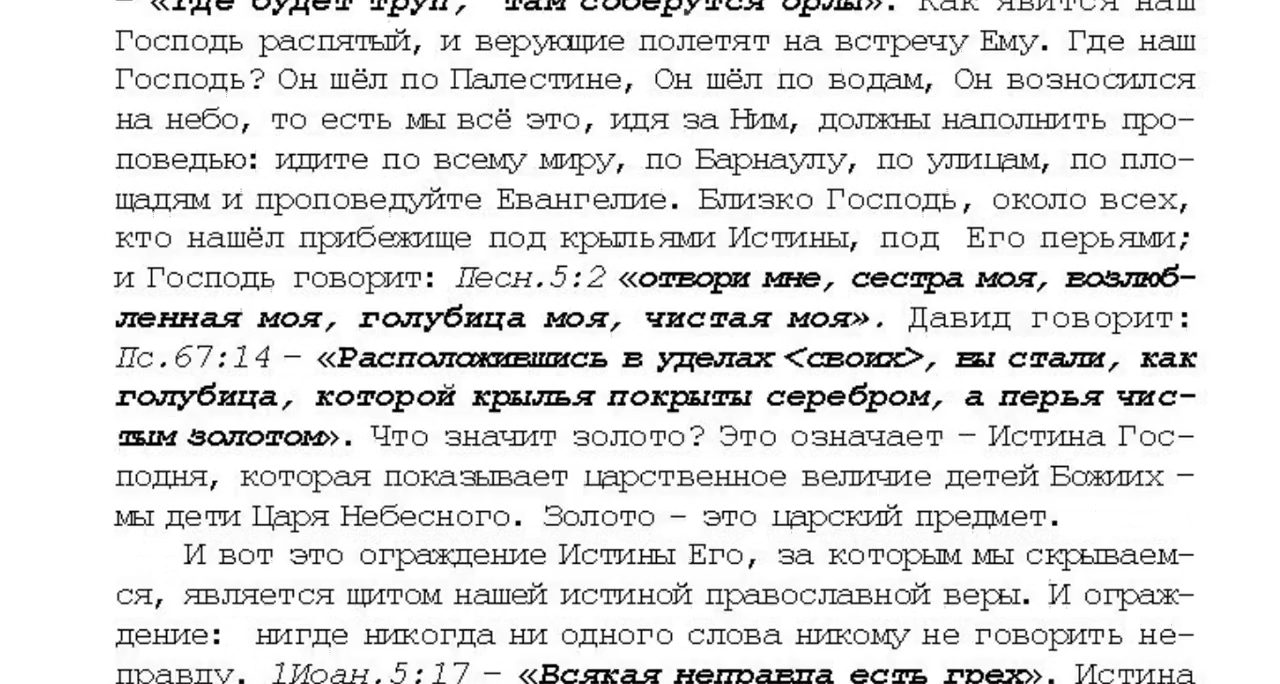 – «Где будет труп, там соберутся орлы». Как явится наш
Господь распятый, и верующие полетят на встречу Ему. Где наш
Господь? Он шёл по Палестине, Он шёл по водам, Он возносился
на небо, то есть мы всё это, идя за Ним, должны наполнить про-
поведью: идите по всему миру, по Барнаулу, по улицам, по пло-
щадям и проповедуйте Евангелие. Близко Господь, около всех,
кто нашёл прибежище под крыльями Истины, под Его перьями;
и Господь говорит: Песн.5:2 «отвори мне, сестра моя, возлюб-
ленная моя, голубица моя, чистая моя». Давид говорит:
Пс.67:14 – «Расположившись в уделах <своих>, вы стали, как
голубица, которой крылья покрыты серебром, а перья чис-
тым золотом». Что значит золото? Это означает – Истина Гос-
подня, которая показывает царственное величие детей Божиих –
мы дети Царя Небесного. Золото – это царский предмет.
И вот это ограждение Истины Его, за которым мы скрываем-
ся, является щитом нашей истиной православной веры. И ограж-
дение: нигде никогда ни одного слова никому не говорить не-
правду. 1Иоан.5:17 – «Всякая неправда есть грех». Истина